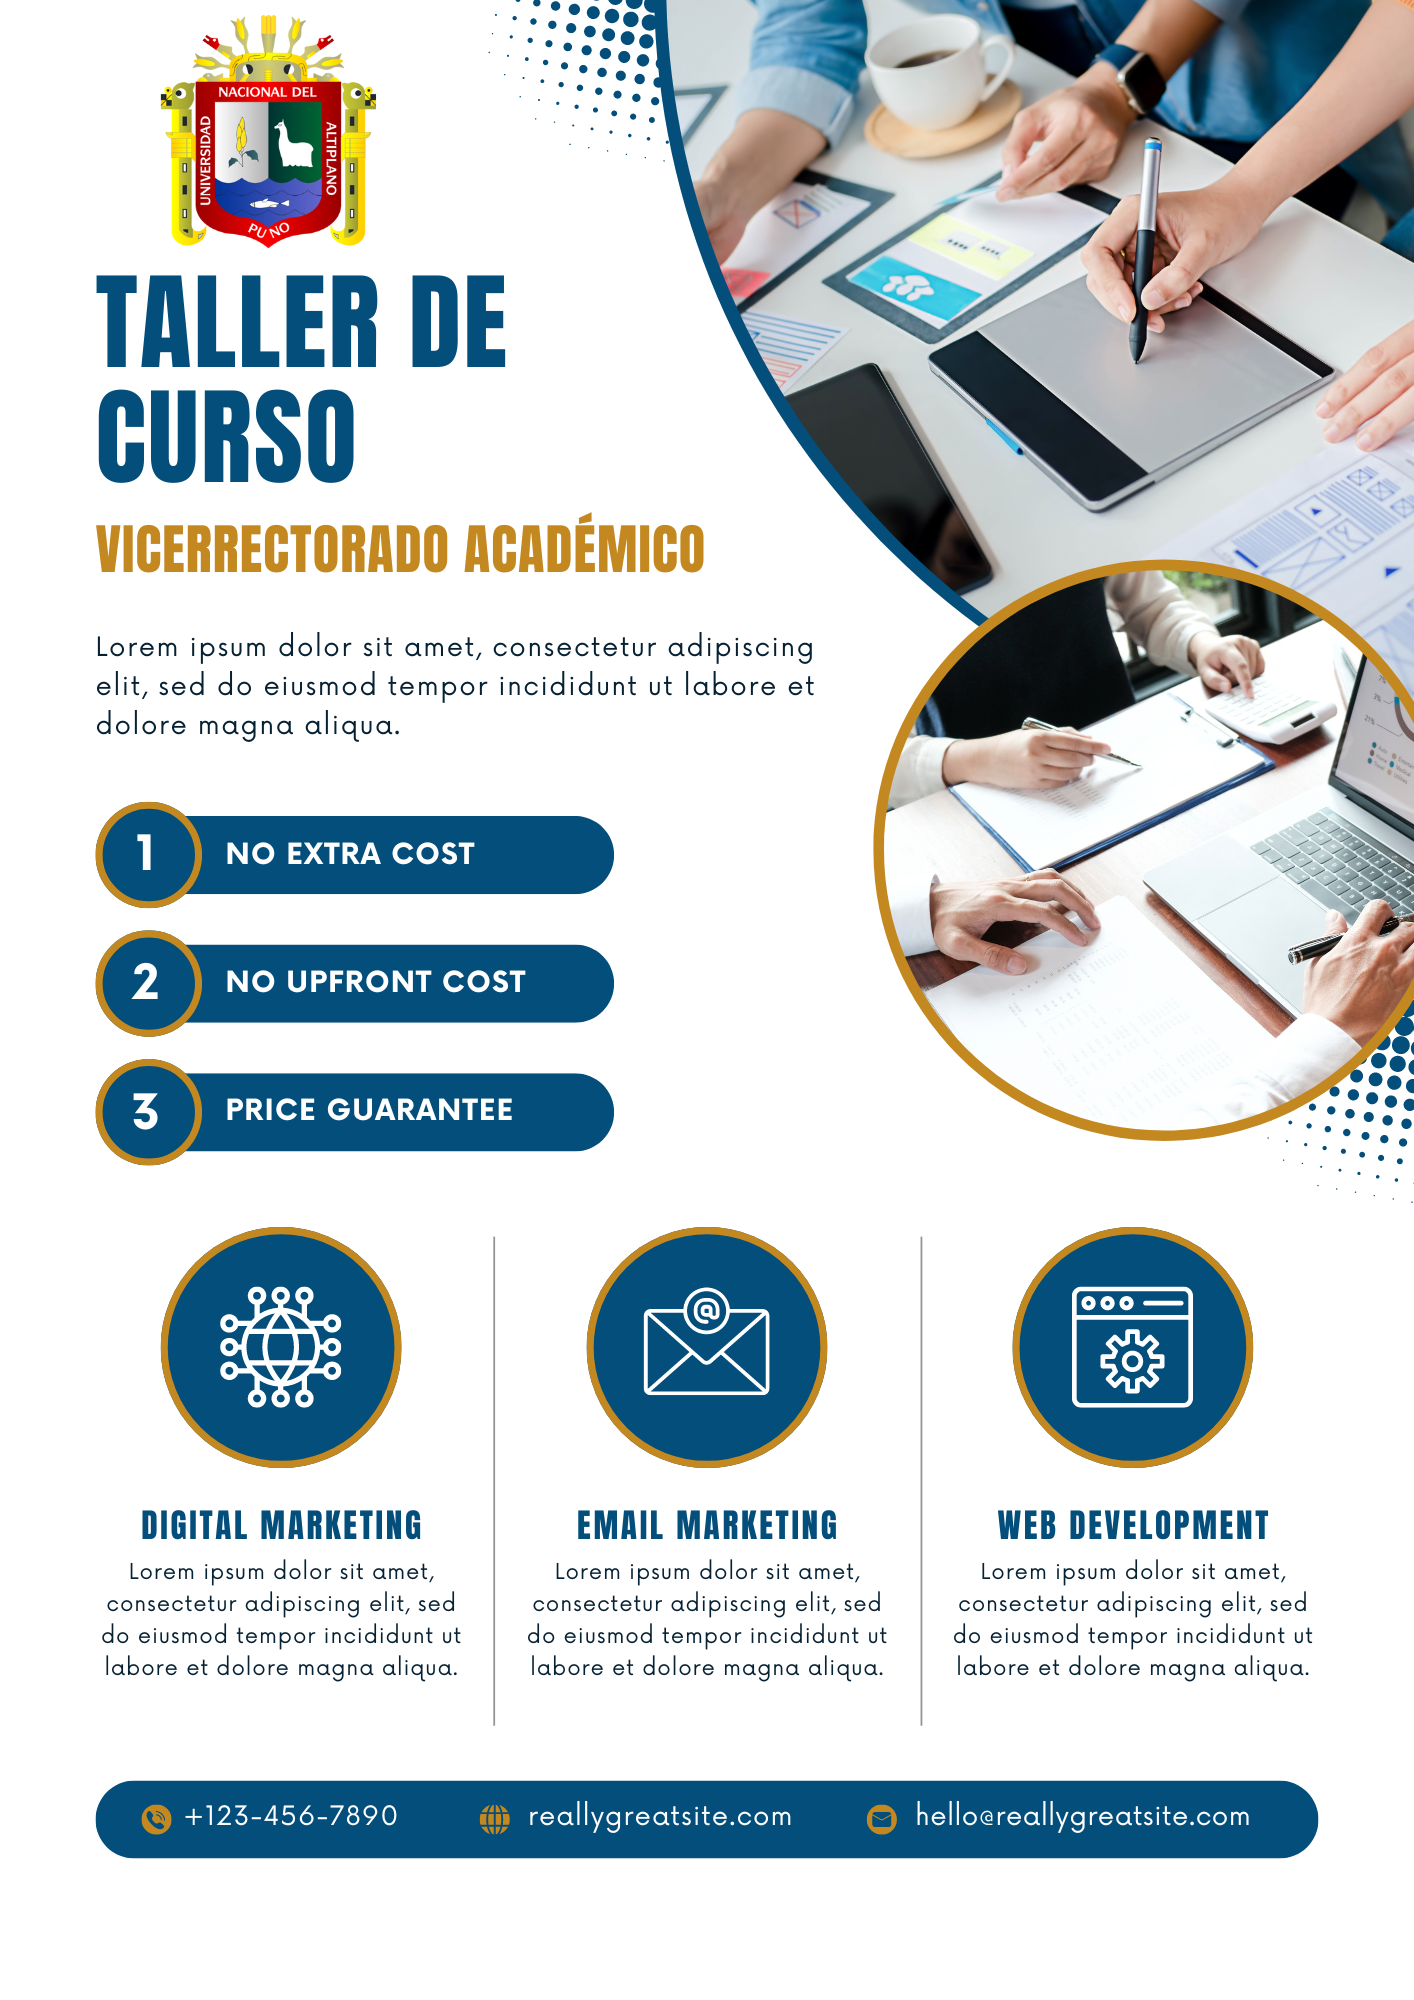 NACIONAL DEL
UNIVERSIDAD
ALTIPLANO
PUNO
TALLER DE
CURSO
VICERRECTORADO ACADÉMICO
Lorem ipsum dolor sit amet, consectetur adipiscing
elit, sed do eiusmod tempor incididunt ut labore et
dolore magna aliqua.
1 NO EXTRA COST
2 NO UPFRONT COST
3 PRICE GUARANTEE
DIGITAL MARKETING
Lorem ipsum dolor sit amet,
consectetur adipiscing elit, sed
do eiusmod tempor incididunt ut
labore et dolore magna aliqua.
EMAIL MARKETING
Lorem ipsum dolor sit amet,
consectetur adipiscing elit, sed
do eiusmod tempor incididunt ut
labore et dolore magna aliqua.
WEB DEVELOPMENT
Lorem ipsum dolor sit amet,
consectetur adipiscing elit, sed
do eiusmod tempor incididunt ut
labore et dolore magna aliqua.
+123-456-7890 reallygreatsite.com hello@reallygreatsite.com